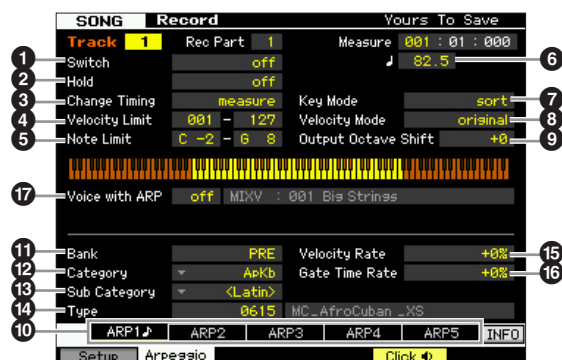 SONG Record Yours To Save
Track 1 Rec Part 1 Measure 001 : 01 : 000
1 Switch off ♩ 82.5 6
2 Hold off
3 Change Timing measure Key Mode sort 7
4 Velocity Limit 001 - 127 Velocity Mode original 8
5 Note Limit C -2 - G 8 Output Octave Shift +0 9
17 Voice with ARP off MIXV : 001 Big Strings
11 Bank PRE Velocity Rate +0% 15
12 Category ApKb Gate Time Rate +0% 16
13 Sub Category <Latin>
14 Type 0615 MC_AfroCuban _XS
10 ARP1♪ ARP2 ARP3 ARP4 ARP5 INFO
Setup Arpeggio Click